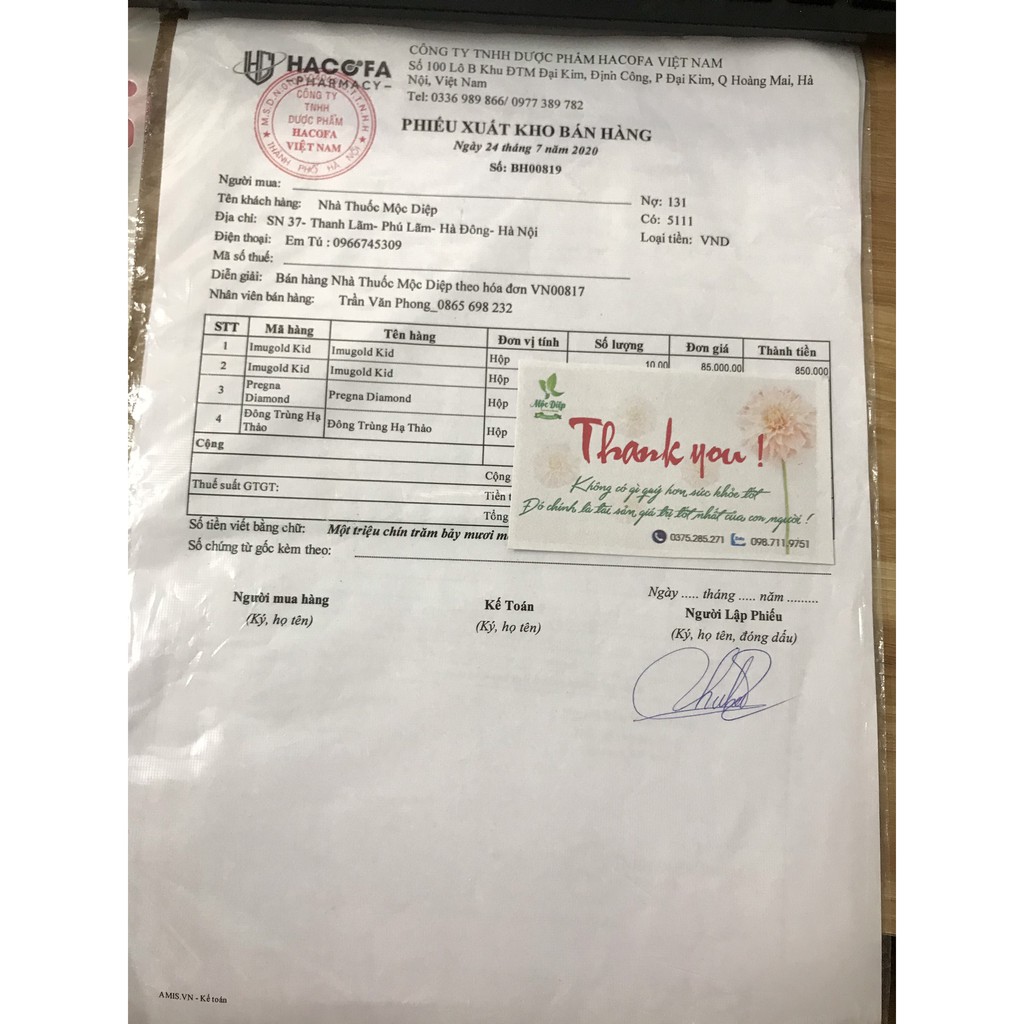 HACOFA
PHARMACY
CÔNG TY TNHH DƯỢC PHẨM HACOFA VIỆT NAM
Số 100 Lô B Khu ĐTM Đại Kim, Định Công, P Đại Kim, Q Hoàng Mai, Hà
Nội, Việt Nam
Tel: 0336 989 866/ 0977 389 782
CÔNG TY
TNHH
DƯỢC PHẨM
HACOFA
VIỆT NAM
THÀNH PHỐ HÀ NỘI
PHIẾU XUẤT KHO BÁN HÀNG
Ngày 24 tháng 7 năm 2020
Số: BH00819
Người mua:
Tên khách hàng: Nhà Thuốc Mộc Diệp
Địa chỉ: SN 37- Thanh Lãm- Phú Lãm- Hà Đông- Hà Nội
Điện thoại: Em Tú : 0966745309
Mã số thuế:
Diễn giải: Bán hàng Nhà Thuốc Mộc Diệp theo hóa đơn VN00817
Nhân viên bán hàng: Trần Văn Phong_0865 698 232
Nợ: 131
Có: 5111
Loại tiền: VND
STT Mã hàng Tên hàng Đơn vị tính Số lượng Đơn giá Thành tiền
1 Imugold Kid Imugold Kid Hộp 10.00 85.000.00 850.000
2 Imugold Kid Imugold Kid Hộp
3 Pregna Diamond Pregna Diamond Hộp
4 Đông Trùng Hạ Thảo Đông Trùng Hạ Thảo Hộp
Cộng
Cộng
Thuế suất GTGT: Tiền
Tổng
Số tiền viết bằng chữ: Một triệu chín trăm bảy mươi
Số chứng từ gốc kèm theo:
Mộc Diệp
Thank you !
Không có gì quý hơn sức khỏe tốt
Đó chính là tài sản giá trị tốt nhất của con người !
0375.285.271 098.711.9751
Ngày ..... tháng ..... năm .........
Người mua hàng Kế Toán Người Lập Phiếu
(Ký, họ tên) (Ký, họ tên) (Ký, họ tên, đóng dấu)
AMIS.VN - Kế toán